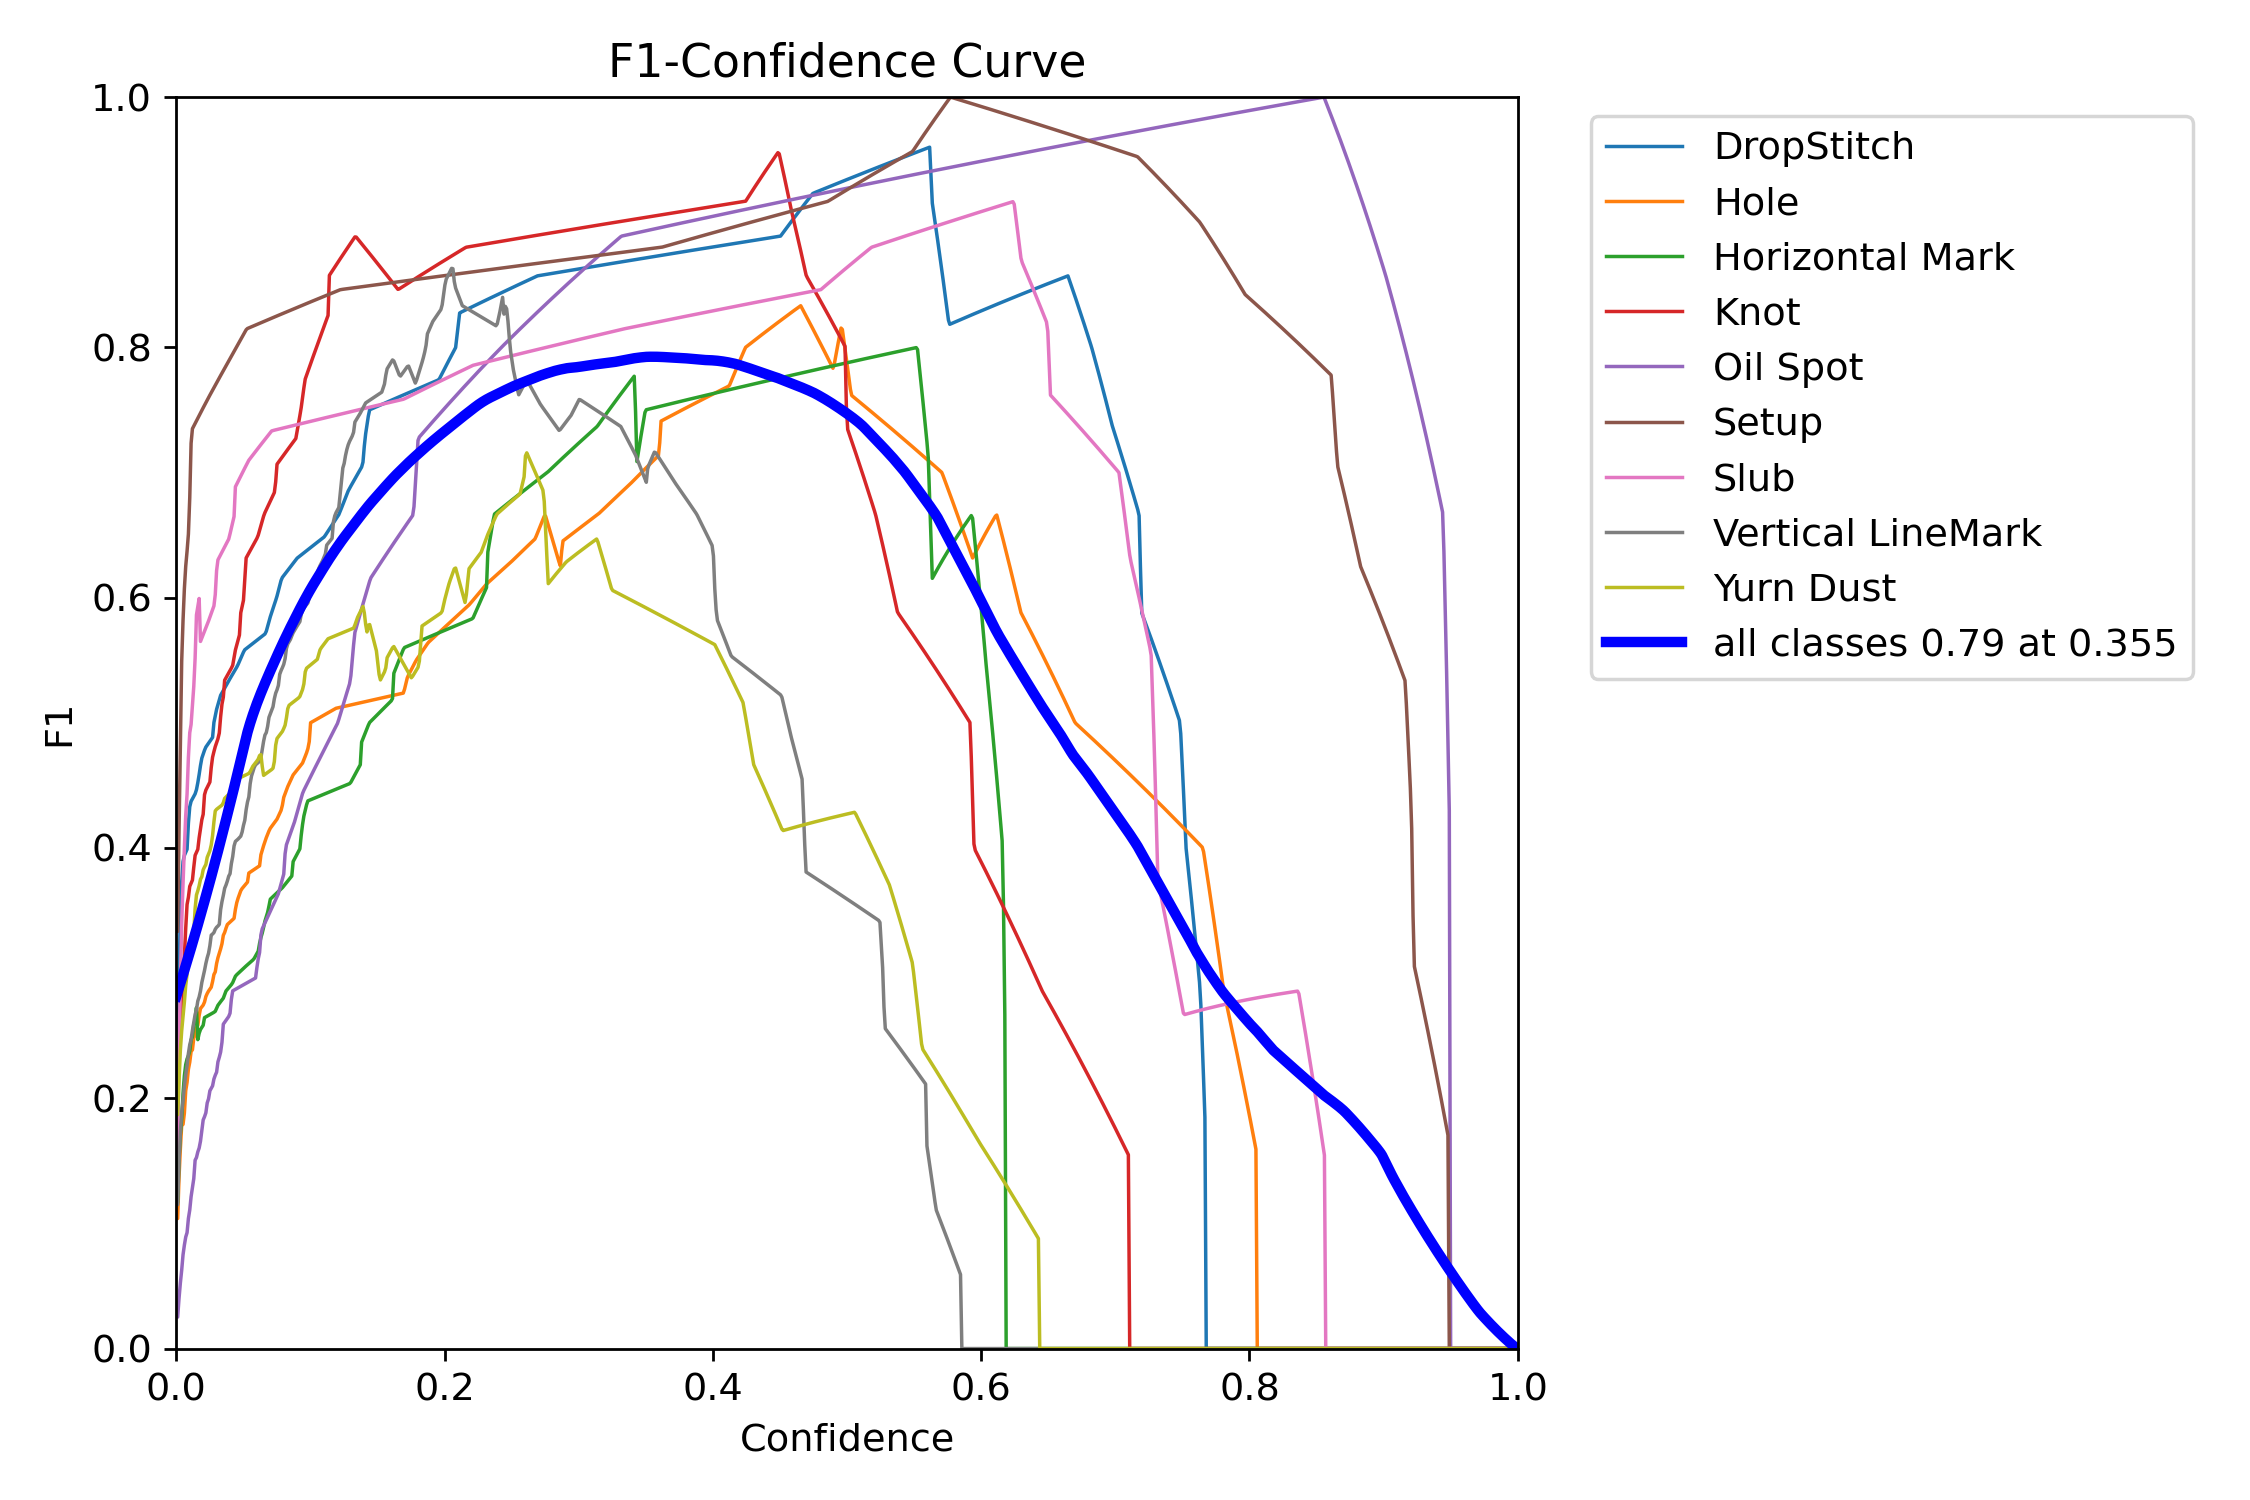 F1-Confidence Curve
1.0
0.8
0.6
0.4
0.2
0.0
F1
0.0 0.2 0.4 0.6 0.8 1.0
Confidence
DropStitch
Hole
Horizontal Mark
Knot
Oil Spot
Setup
Slub
Vertical LineMark
Yurn Dust
all classes 0.79 at 0.355